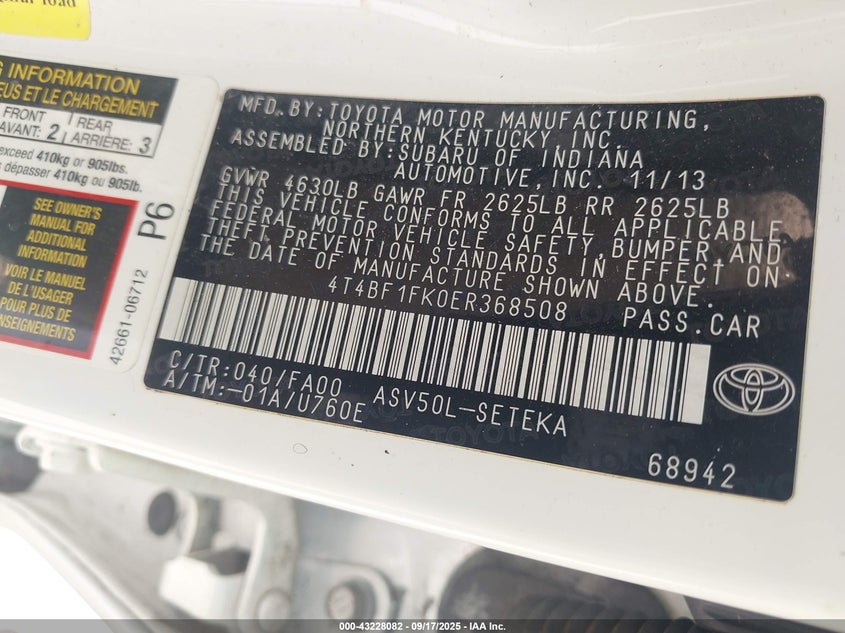 G INFORMATION
EUS ET LE CHARGEMENT
FRONT
AVANT: 2
REAR
ARRIÈRE: 3
exceed 410kg or 905lbs.
s dépasser 410kg ou 905lb.
SEE OWNER'S
MANUAL FOR
ADDITIONAL
INFORMATION
VOIR LE MANUEL
DE L'USAGER
POUR PLUS DE
NSEIGNEMENTS
P6
42661-06712
MFD. BY: TOYOTA MOTOR MANUFACTURING,
NORTHERN KENTUCKY, INC.
ASSEMBLED BY: SUBARU OF INDIANA
AUTOMOTIVE, INC. 11/13
GVWR 4630LB GAWR FR 2625LB RR 2625LB
THIS VEHICLE CONFORMS TO ALL APPLICABLE
FEDERAL MOTOR VEHICLE SAFETY, BUMPER, AND
THEFT PREVENTION STANDARDS IN EFFECT ON
THE DATE OF MANUFACTURE SHOWN ABOVE.
4T4BF1FK0ER368508 PASS.CAR
C/TR: 040/FA00
A/TM:-01A/U760E ASV50L-SETEKA
68942
000-43228082 - 09/17/2025 - IAA Inc.